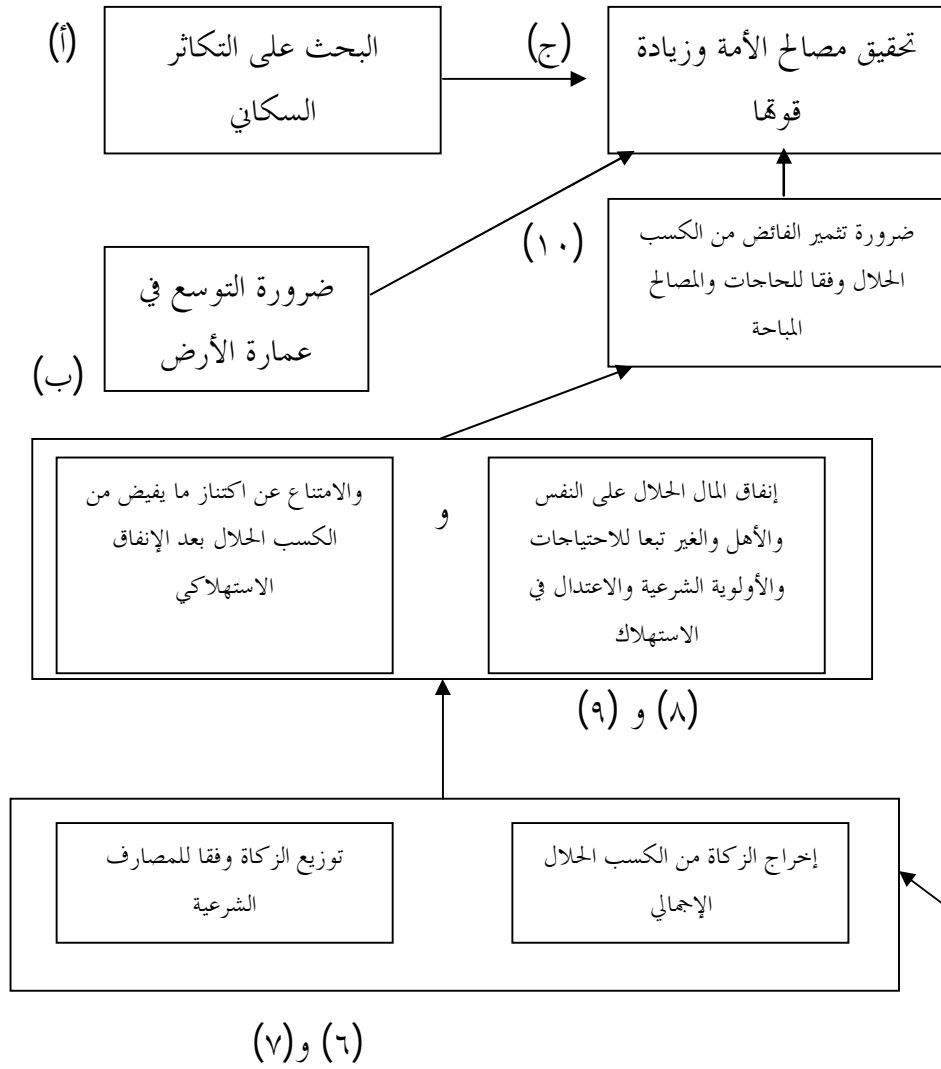 (أ)
البحث على التكاثر
السكاني
(ج)
تحقيق مصالح الأمة وزيادة
قوتها
(١٠)
ضرورة تثمير الفائض من الكسب
الحلال وفقا للحاجات والمصالح
المباحة
ضرورة التوسع في
عمارة الأرض
(ب)
إنفاق المال الحلال على النفس
والأهل والغير تبعا للاحتياجات
والأولوية الشرعية والاعتدال في
الاستهلاك
و
والامتناع عن اكتناز ما يفيض من
الكسب الحلال بعد الإنفاق
الاستهلاكي
(٨) و (٩)
إخراج الزكاة من الكسب الحلال
الإجمالي
توزيع الزكاة وفقا للمصارف
الشرعية
(٦) و(٧)